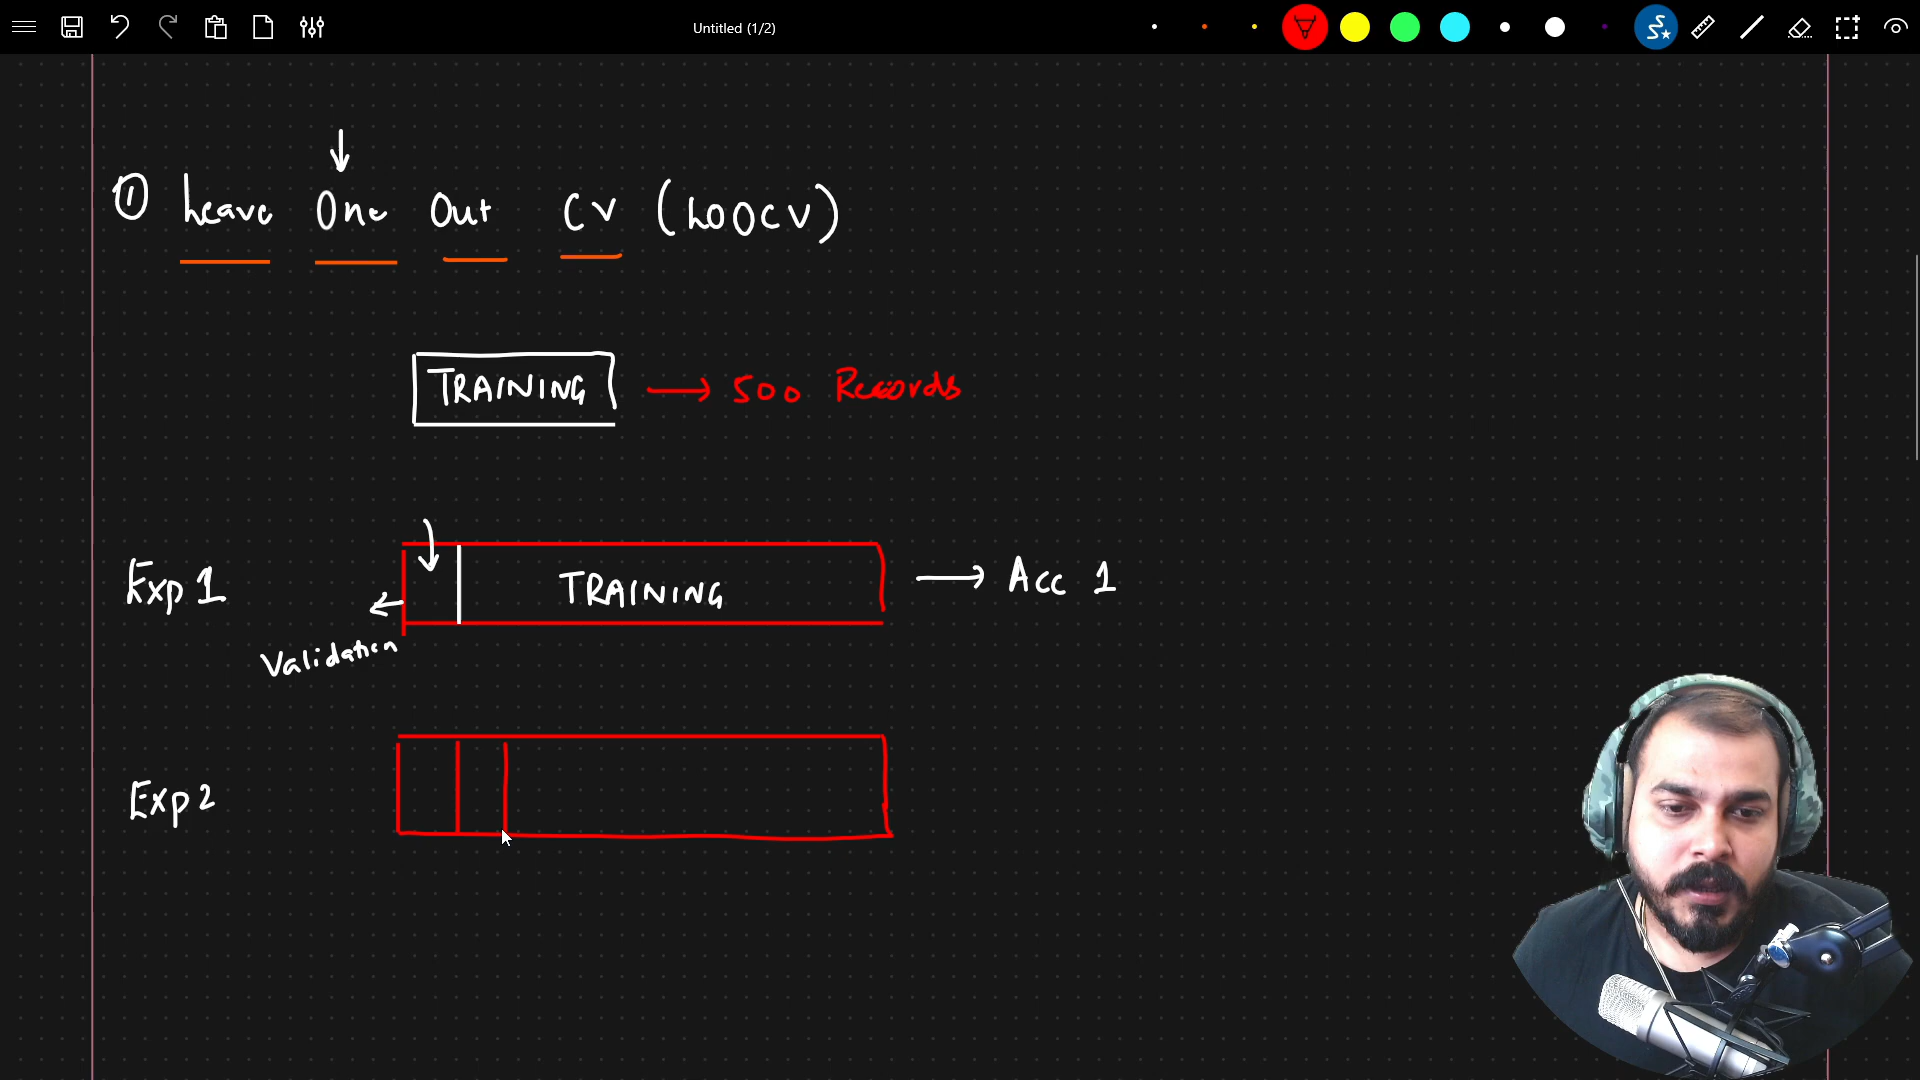 Untitled (1/2)
① Leave One Out CV (LOOCV)
TRAINING → 500 Records
Exp 1 TRAINING → Acc 1
Validation
Exp 2